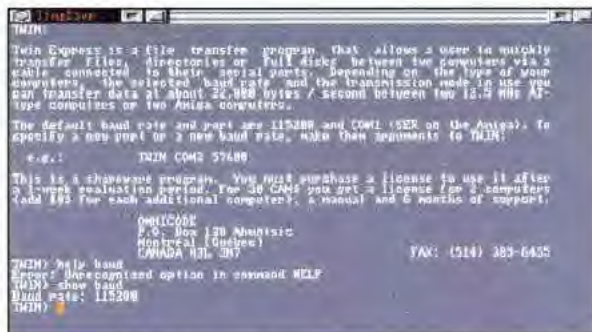 TWIN:
Twin Express is a file transfer program that allows a user to quickly
transfer files, directories or full disks between two computers via a
cable connected to their serial ports. Depending on the type of your
computers, the selected baud rate and the transmission mode in use you
can transfer data at about 22,000 bytes / second between two 12.5 MHz AT-
type computers or two Amiga computers.
The default baud rate and port are 115200 and COM1 (SER on the Amiga). To
specify a new port or a new baud rate, make them arguments to TWIN:
e.g.: TWIN COM2 57600
This is a shareware program. You must purchase a license to use it after
a 1-week evaluation period. For 30 CAN$ you get a license for 2 computers
(add for each additional computer), a manual and 6 months of support.
OMNICODE
P.O. Box 120 Ahuntsic
Montreal (Quebec)
CANADA H3L 3N7 FAX: (514) 383-6455
TWIN> help baud
Error: Unrecognized option in command HELP
TWIN> show baud
Baud rate: 115200
TWIN>